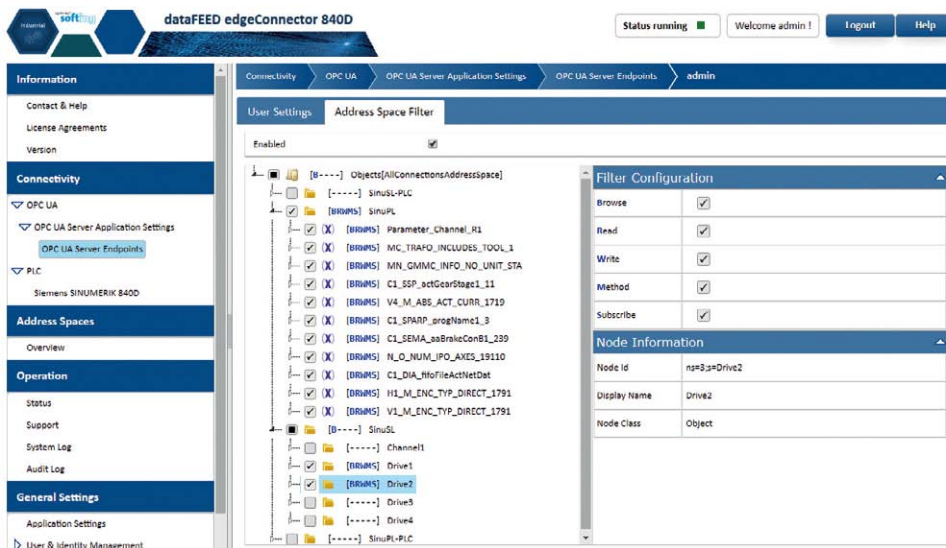 industrial
softing
dataFEED edgeConnector 840D
Status running
Welcome admin !
Logout
Help
Information
Contact & Help
License Agreements
Version
Connectivity
OPC UA
OPC UA Server Application Settings
OPC UA Server Endpoints
PLC
Siemens SINUMERIK 840D
Address Spaces
Overview
Operation
Status
Support
System Log
Audit Log
General Settings
Application Settings
User & Identity Management
Connectivity OPC UA OPC UA Server Application Settings OPC UA Server Endpoints admin
User Settings Address Space Filter
Enabled
[B----] Objects[AllConnectionsAddressSpace]
[-----] SinuSL-PLC
[BRWMS] SinuPL
(X) [BRWMS] Parameter_Channel_R1
(X) [BRWMS] MC_TRAFO_INCLUDES_TOOL_1
(X) [BRWMS] MN_GMMC_INFO_NO_UNIT_STA
(X) [BRWMS] C1_SSP_actGearStage1_11
(X) [BRWMS] V4_M_ABS_ACT_CURR_1719
(X) [BRWMS] C1_SPARP_progName1_3
(X) [BRWMS] C1_SEMA_aaBrakeConB1_239
(X) [BRWMS] N_O_NUM_IPO_AXES_19110
(X) [BRWMS] C1_DIA_fifoFileActNetDat
(X) [BRWMS] H1_M_ENC_TYP_DIRECT_1791
(X) [BRWMS] V1_M_ENC_TYP_DIRECT_1791
[B----] SinuSL
[-----] Channel1
[BRWMS] Drive1
[BRWMS] Drive2
[-----] Drive3
[-----] Drive4
[-----] SinuPL-PLC
Filter Configuration
Browse
Read
Write
Method
Subscribe
Node Information
Node Id ns=3;s=Drive2
Display Name Drive2
Node Class Object